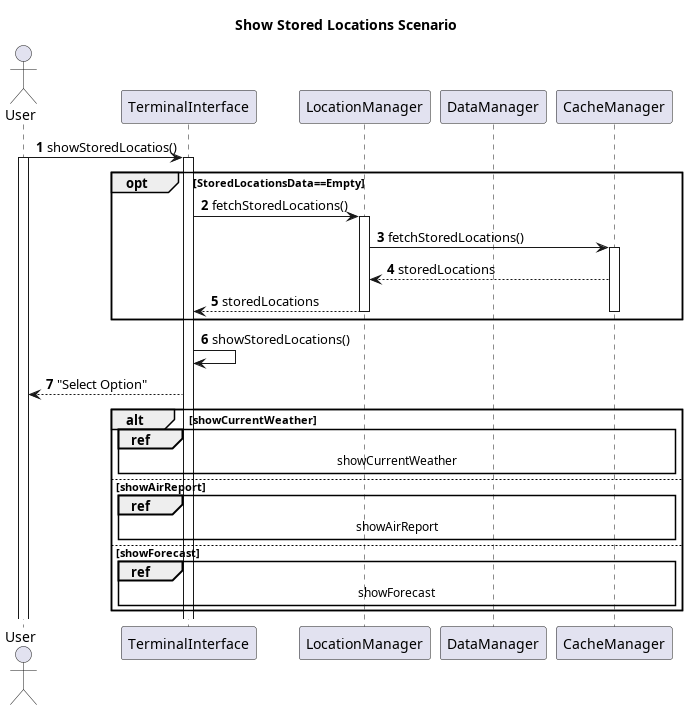 Show Stored Locations Scenario
User
TerminalInterface
LocationManager
DataManager
CacheManager
1 showStoredLocatios()
opt
[StoredLocationsData==Empty]
2 fetchStoredLocations()
3 fetchStoredLocations()
4 storedLocations
5 storedLocations
6 showStoredLocations()
7 "Select Option"
alt
[showCurrentWeather]
ref
showCurrentWeather
[showAirReport]
ref
showAirReport
[showForecast]
ref
showForecast
User
TerminalInterface
LocationManager
DataManager
CacheManager